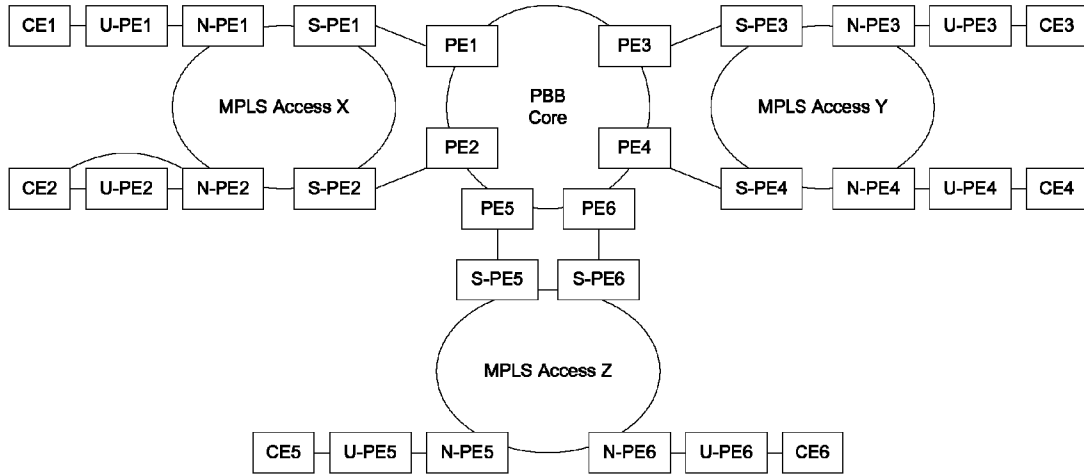 CE1
U-PE1
N-PE1
S-PE1
PE1
PE3
S-PE3
N-PE3
U-PE3
CE3
MPLS Access X
PBB
Core
MPLS Access Y
CE2
U-PE2
N-PE2
S-PE2
PE2
PE4
S-PE4
N-PE4
U-PE4
CE4
PE5
PE6
S-PE5
S-PE6
MPLS Access Z
CE5
U-PE5
N-PE5
N-PE6
U-PE6
CE6